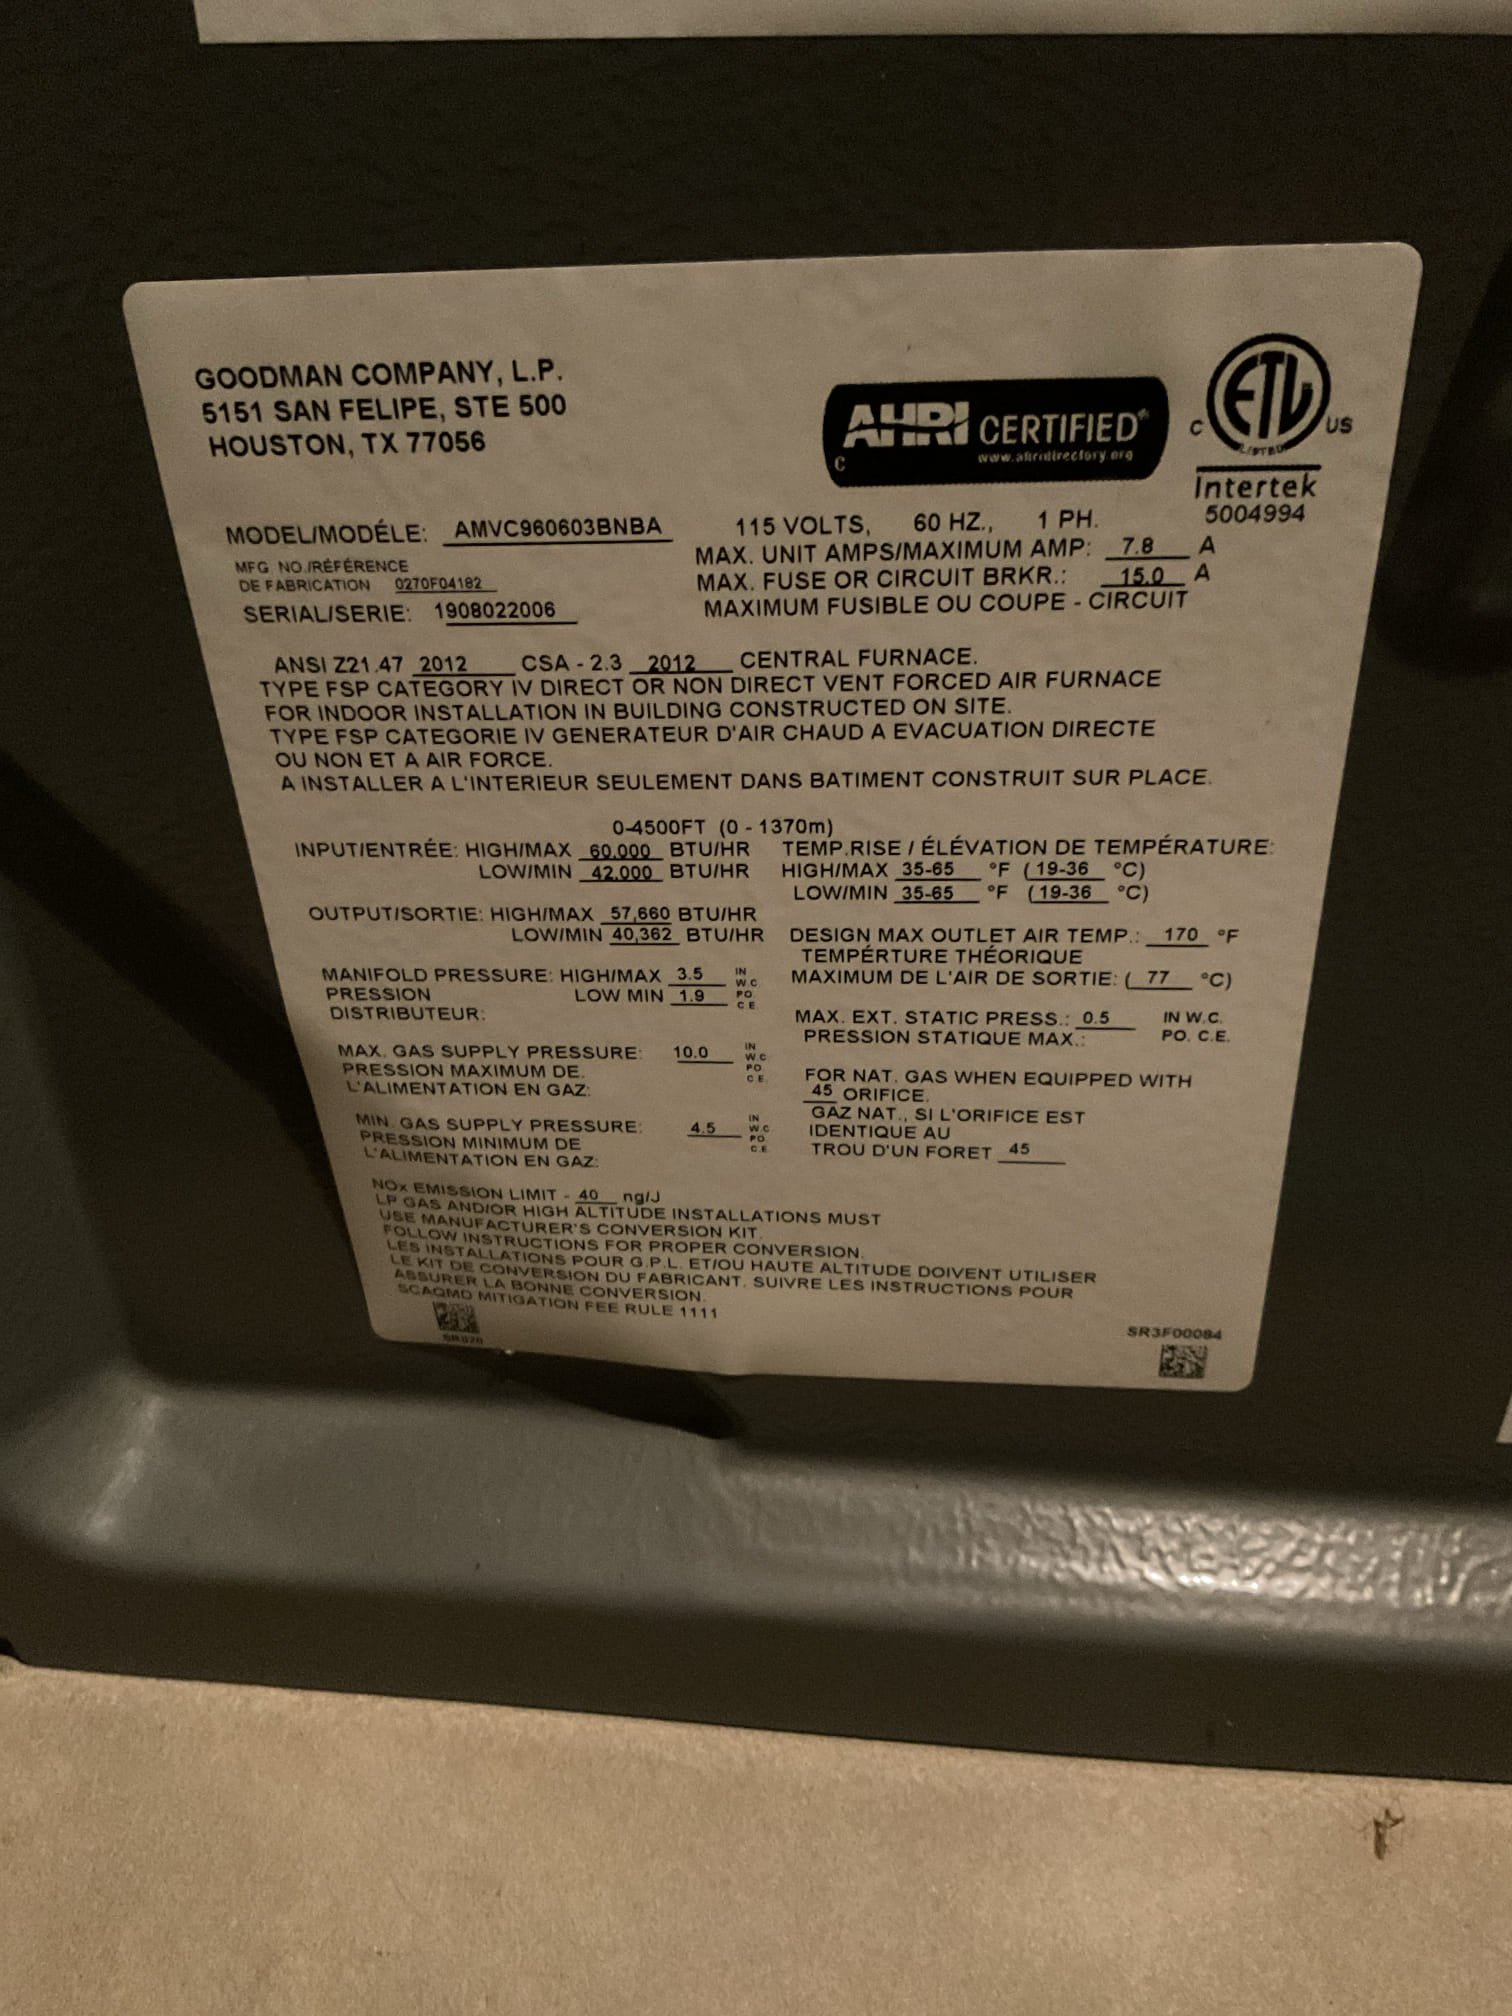 GOODMAN COMPANY, L.P.
5151 SAN FELIPE, STE 500
HOUSTON, TX 77056
C
AHRI CERTIFIED®
www.ahridirectory.org
C ETL US
LISTED
Intertek
5004994
MODEL/MODÉLE: AMVC960603BNBA
MFG. NO./RÉFÉRENCE
DE FABRICATION 0270F04182
SERIAL/SERIE: 1908022006
115 VOLTS, 60 HZ., 1 PH.
MAX. UNIT AMPS/MAXIMUM AMP: 7.8 A
MAX. FUSE OR CIRCUIT BRKR.: 15.0 A
MAXIMUM FUSIBLE OU COUPE - CIRCUIT
ANSI Z21.47 2012 CSA - 2.3 2012 CENTRAL FURNACE.
TYPE FSP CATEGORY IV DIRECT OR NON DIRECT VENT FORCED AIR FURNACE
FOR INDOOR INSTALLATION IN BUILDING CONSTRUCTED ON SITE.
TYPE FSP CATEGORIE IV GENERATEUR D'AIR CHAUD A EVACUATION DIRECTE
OU NON ET A AIR FORCE.
A INSTALLER A L'INTERIEUR SEULEMENT DANS BATIMENT CONSTRUIT SUR PLACE.
0-4500FT (0 - 1370m)
INPUT/ENTRÉE: HIGH/MAX 60,000 BTU/HR
LOW/MIN 42,000 BTU/HR
OUTPUT/SORTIE: HIGH/MAX 57,660 BTU/HR
LOW/MIN 40,362 BTU/HR
MANIFOLD PRESSURE: HIGH/MAX 3.5 IN W.C
PRESSION LOW MIN 1.9 PO C.E.
DISTRIBUTEUR:
MAX. GAS SUPPLY PRESSURE: 10.0 IN W.C
PRESSION MAXIMUM DE. PO. C.E.
L'ALIMENTATION EN GAZ:
MIN. GAS SUPPLY PRESSURE: 4.5 IN W.C
PRESSION MINIMUM DE PO. C.E.
L'ALIMENTATION EN GAZ:
TEMP.RISE / ÉLÉVATION DE TEMPÉRATURE:
HIGH/MAX 35-65 °F (19-36 °C)
LOW/MIN 35-65 °F (19-36 °C)
DESIGN MAX OUTLET AIR TEMP.: 170 °F
TEMPÉRTURE THÉORIQUE
MAXIMUM DE L'AIR DE SORTIE: ( 77 °C)
MAX. EXT. STATIC PRESS.: 0.5 IN W.C.
PRESSION STATIQUE MAX.: PO. C.E.
FOR NAT. GAS WHEN EQUIPPED WITH
45 ORIFICE.
GAZ NAT., SI L'ORIFICE EST
IDENTIQUE AU
TROU D'UN FORET 45
NOx EMISSION LIMIT - 40 ng/J
LP GAS AND/OR HIGH ALTITUDE INSTALLATIONS MUST
USE MANUFACTURER'S CONVERSION KIT.
FOLLOW INSTRUCTIONS FOR PROPER CONVERSION.
LES INSTALLATIONS POUR G.P.L. ET/OU HAUTE ALTITUDE DOIVENT UTILISER
LE KIT DE CONVERSION DU FABRICANT. SUIVRE LES INSTRUCTIONS POUR
ASSURER LA BONNE CONVERSION.
SCAQMD MITIGATION FEE RULE 1111
SR3F00084